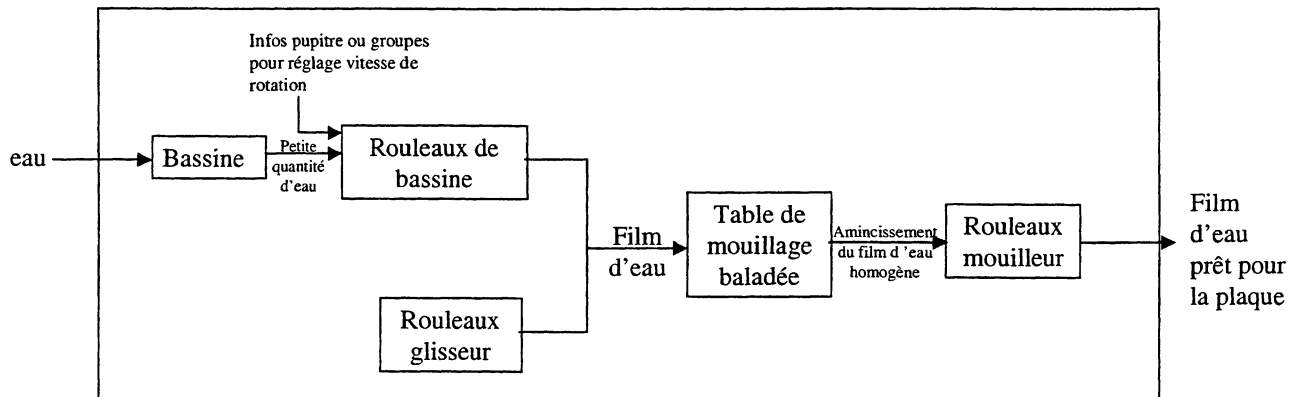 Infos pupitre ou groupes
pour réglage vitesse de
rotation
eau
Bassine
Petite
quantité
d'eau
Rouleaux de
bassine
Rouleaux
glisseur
Film
d'eau
Table de
mouillage
baladée
Amincissement
du film d 'eau
homogène
Rouleaux
mouilleur
Film
d'eau
prêt pour
la plaque